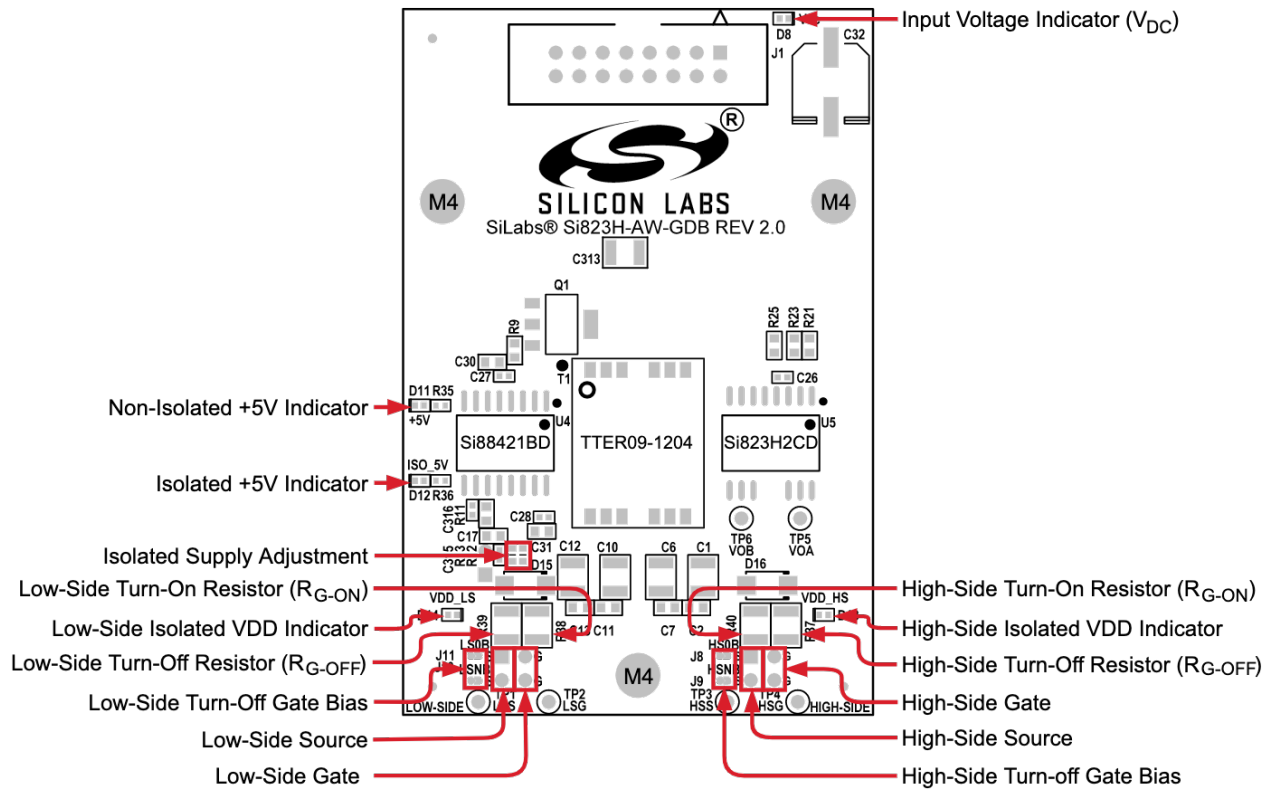 Input Voltage Indicator (VDC)
D8
C32
J1
®
M4
M4
SILICON LABS
SiLabs® Si823H-AW-GDB REV 2.0
C313
Q1
R9
R25
R23
R21
C30
C27
T1
C26
Non-Isolated +5V Indicator
D11 R35
+5V
U4
U5
Si88421BD
TTER09-1204
Si823H2CD
Isolated +5V Indicator
ISO_5V
D12 R36
C316
R11
C28
C17
TP6
VOB
TP5
VOA
Isolated Supply Adjustment
C31
C12
C10
C6
C1
D15
D16
Low-Side Turn-On Resistor (RG-ON)
High-Side Turn-On Resistor (RG-ON)
VDD_LS
VDD_HS
R39
R40
C11
C7
Low-Side Isolated VDD Indicator
High-Side Isolated VDD Indicator
LS0B
HS0B
Low-Side Turn-Off Resistor (RG-OFF)
High-Side Turn-Off Resistor (RG-OFF)
J11
J8
HSNB
J9
M4
Low-Side Turn-Off Gate Bias
High-Side Gate
LOW-SIDE
TP2
LSG
TP3
HSS
TP4
HSG
HIGH-SIDE
Low-Side Source
High-Side Source
Low-Side Gate
High-Side Turn-off Gate Bias